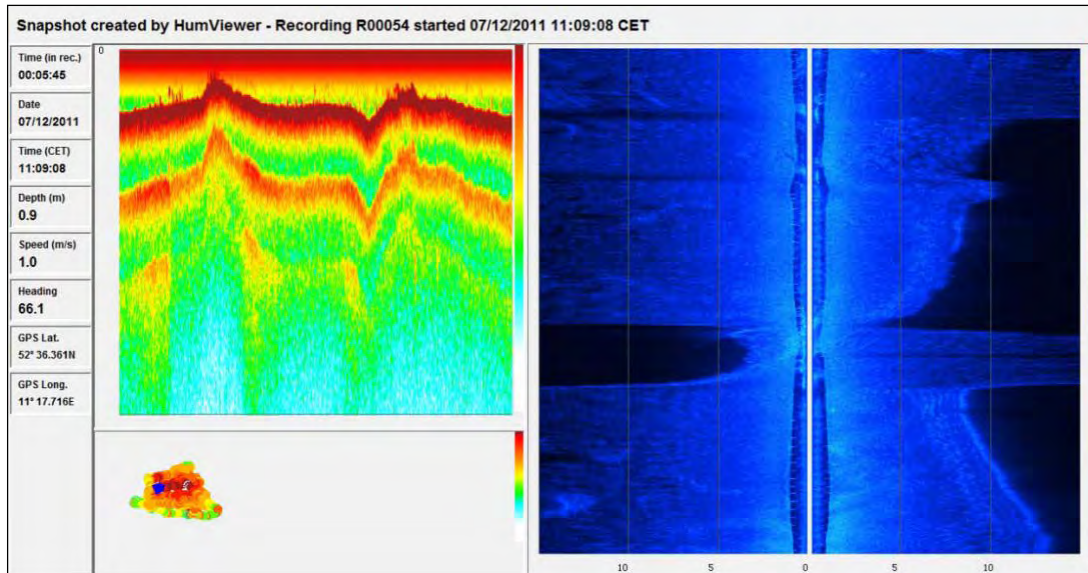 Snapshot created by HumViewer - Recording R00054 started 07/12/2011 11:09:08 CET
Time (in rec.)
00:05:45
Date
07/12/2011
Time (CET)
11:09:08
Depth (m)
0.9
Speed (m/s)
1.0
Heading
66.1
GPS Lat.
52° 36.361N
GPS Long.
11° 17.716E
0
10 5 0 5 10